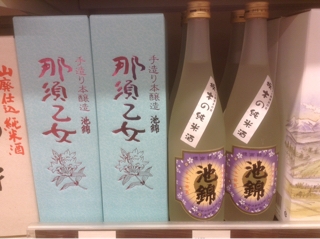 山廃仕込 純米酒
手造り本醸造 池錦
那須乙女
手造り本醸造 池錦
那須乙女
の純米酒
池錦
の純米酒
池錦